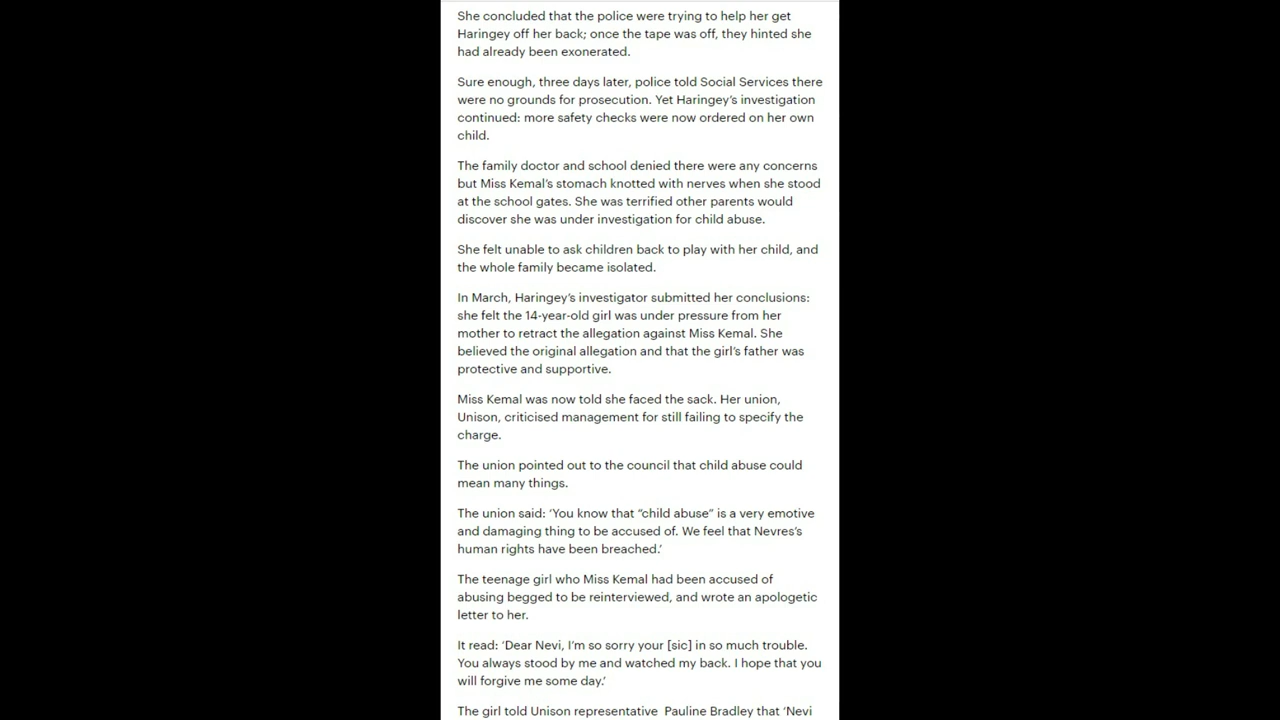 She concluded that the police were trying to help her get
Haringey off her back; once the tape was off, they hinted she
had already been exonerated.
Sure enough, three days later, police told Social Services there
were no grounds for prosecution. Yet Haringey’s investigation
continued: more safety checks were now ordered on her own
child.
The family doctor and school denied there were any concerns
but Miss Kemal’s stomach knotted with nerves when she stood
at the school gates. She was terrified other parents would
discover she was under investigation for child abuse.
She felt unable to ask children back to play with her child, and
the whole family became isolated.
In March, Haringey’s investigator submitted her conclusions:
she felt the 14-year-old girl was under pressure from her
mother to retract the allegation against Miss Kemal. She
believed the original allegation and that the girl’s father was
protective and supportive.
Miss Kemal was now told she faced the sack. Her union,
Unison, criticised management for still failing to specify the
charge.
The union pointed out to the council that child abuse could
mean many things.
The union said: ‘You know that “child abuse” is a very emotive
and damaging thing to be accused of. We feel that Nevres’s
human rights have been breached.’
The teenage girl who Miss Kemal had been accused of
abusing begged to be reinterviewed, and wrote an apologetic
letter to her.
It read: ‘Dear Nevi, I’m so sorry your [sic] in so much trouble.
You always stood by me and watched my back. I hope that you
will forgive me some day.’
The girl told Unison representative  Pauline Bradley that ‘Nevi